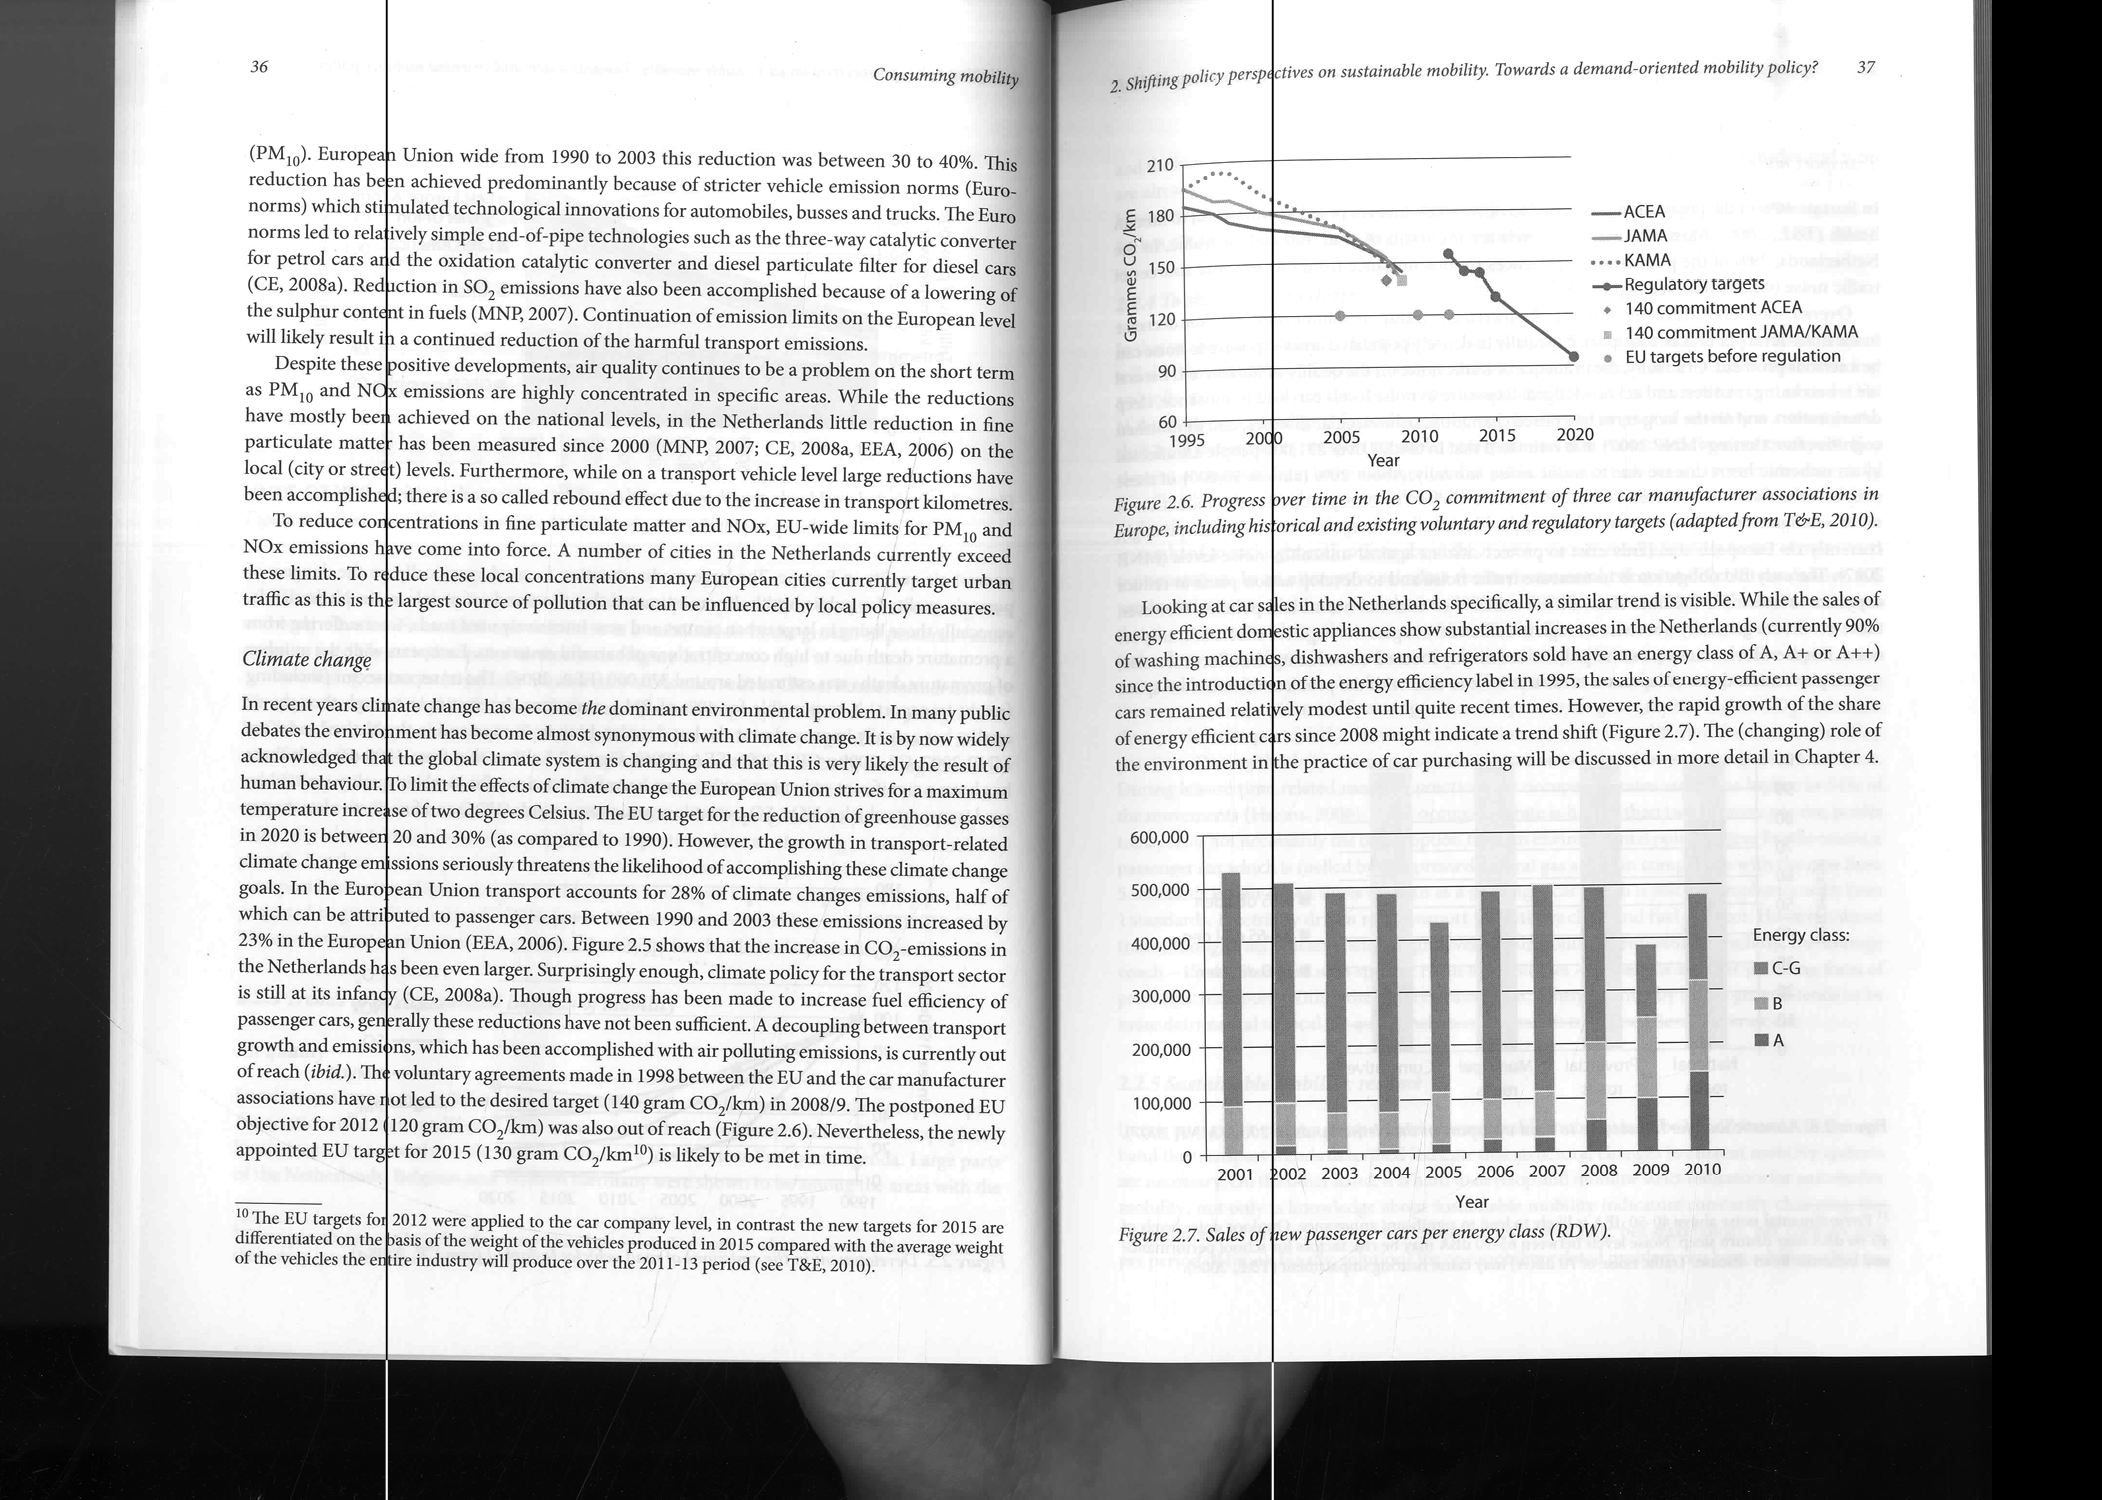 36
Consuming mobility
(PM10). European Union wide from 1990 to 2003 this reduction was between 30 to 40%. This
reduction has been achieved predominantly because of stricter vehicle emission norms (Euro-
norms) which stimulated technological innovations for automobiles, busses and trucks. The Euro
norms led to relatively simple end-of-pipe technologies such as the three-way catalytic converter
for petrol cars and the oxidation catalytic converter and diesel particulate filter for diesel cars
(CE, 2008a). Reduction in SO2 emissions have also been accomplished because of a lowering of
the sulphur content in fuels (MNP, 2007). Continuation of emission limits on the European level
will likely result in a continued reduction of the harmful transport emissions.
Despite these positive developments, air quality continues to be a problem on the short term
as PM10 and NOx emissions are highly concentrated in specific areas. While the reductions
have mostly been achieved on the national levels, in the Netherlands little reduction in fine
particulate matter has been measured since 2000 (MNP, 2007; CE, 2008a, EEA, 2006) on the
local (city or street) levels. Furthermore, while on a transport vehicle level large reductions have
been accomplished; there is a so called rebound effect due to the increase in transport kilometres.
To reduce concentrations in fine particulate matter and NOx, EU-wide limits for PM10 and
NOx emissions have come into force. A number of cities in the Netherlands currently exceed
these limits. To reduce these local concentrations many European cities currently target urban
traffic as this is the largest source of pollution that can be influenced by local policy measures.
Climate change
In recent years climate change has become the dominant environmental problem. In many public
debates the environment has become almost synonymous with climate change. It is by now widely
acknowledged that the global climate system is changing and that this is very likely the result of
human behaviour. To limit the effects of climate change the European Union strives for a maximum
temperature increase of two degrees Celsius. The EU target for the reduction of greenhouse gasses
in 2020 is between 20 and 30% (as compared to 1990). However, the growth in transport-related
climate change emissions seriously threatens the likelihood of accomplishing these climate change
goals. In the European Union transport accounts for 28% of climate changes emissions, half of
which can be attributed to passenger cars. Between 1990 and 2003 these emissions increased by
23% in the European Union (EEA, 2006). Figure 2.5 shows that the increase in CO2-emissions in
the Netherlands has been even larger. Surprisingly enough, climate policy for the transport sector
is still at its infancy (CE, 2008a). Though progress has been made to increase fuel efficiency of
passenger cars, generally these reductions have not been sufficient. A decoupling between transport
growth and emissions, which has been accomplished with air polluting emissions, is currently out
of reach (ibid.). The voluntary agreements made in 1998 between the EU and the car manufacturer
associations have not led to the desired target (140 gram CO2/km) in 2008/9. The postponed EU
objective for 2012 (120 gram CO2/km) was also out of reach (Figure 2.6). Nevertheless, the newly
appointed EU target for 2015 (130 gram CO2/km10) is likely to be met in time.
10 The EU targets for 2012 were applied to the car company level, in contrast the new targets for 2015 are
differentiated on the basis of the weight of the vehicles produced in 2015 compared with the average weight
of the vehicles the entire industry will produce over the 2011-13 period (see T&E, 2010).
2. Shifting policy perspectives on sustainable mobility. Towards a demand-oriented mobility policy?
37
Grammes CO2/km
210
180
150
120
90
60
1995 2000 2005 2010 2015 2020
Year
ACEA
JAMA
KAMA
Regulatory targets
140 commitment ACEA
140 commitment JAMA/KAMA
EU targets before regulation
Figure 2.6. Progress over time in the CO2 commitment of three car manufacturer associations in
Europe, including historical and existing voluntary and regulatory targets (adapted from T&E, 2010).
Looking at car sales in the Netherlands specifically, a similar trend is visible. While the sales of
energy efficient domestic appliances show substantial increases in the Netherlands (currently 90%
of washing machines, dishwashers and refrigerators sold have an energy class of A, A+ or A++)
since the introduction of the energy efficiency label in 1995, the sales of energy-efficient passenger
cars remained relatively modest until quite recent times. However, the rapid growth of the share
of energy efficient cars since 2008 might indicate a trend shift (Figure 2.7). The (changing) role of
the environment in the practice of car purchasing will be discussed in more detail in Chapter 4.
600,000
500,000
400,000
300,000
200,000
100,000
0
2001 2002 2003 2004 2005 2006 2007 2008 2009 2010
Year
Energy class:
C-G
B
A
Figure 2.7. Sales of new passenger cars per energy class (RDW).